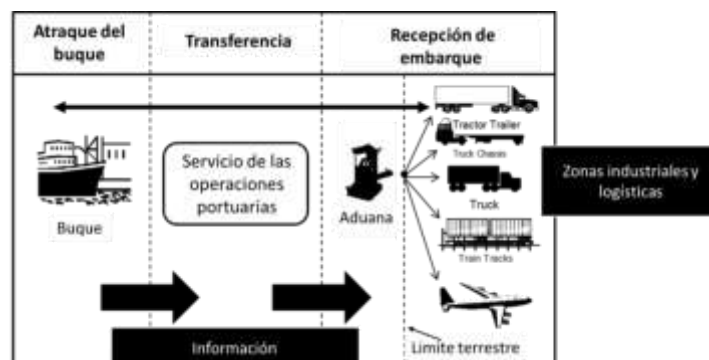 Atraque del
buque
Transferencia
Recepción de
embarque
Tractor Trailer
Truck Chassis
Servicio de las
operaciones
portuarias
Zonas industriales y
logísticas
Truck
Aduana
Buque
Train Tracks
Información
Limite terrestre